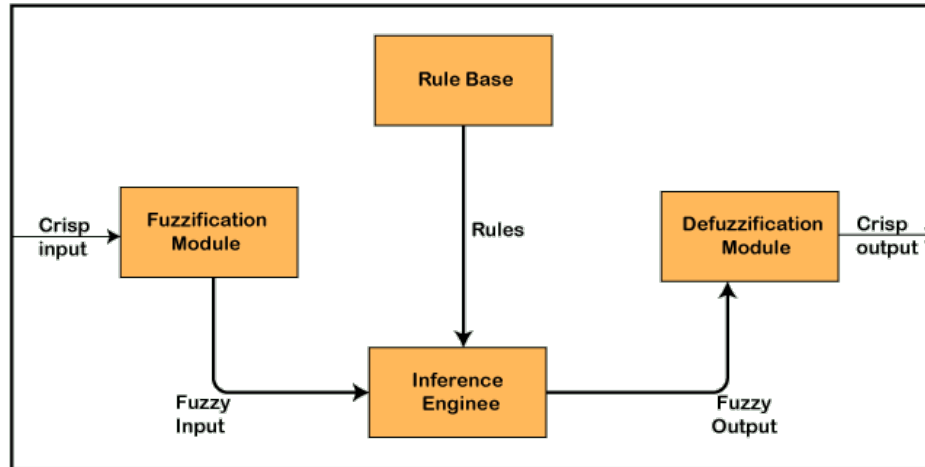 Rule Base
Crisp
input
Fuzzification
Module
Rules
Defuzzification
Module
Crisp
output
Inference
Enginee
Fuzzy
Input
Fuzzy
Output